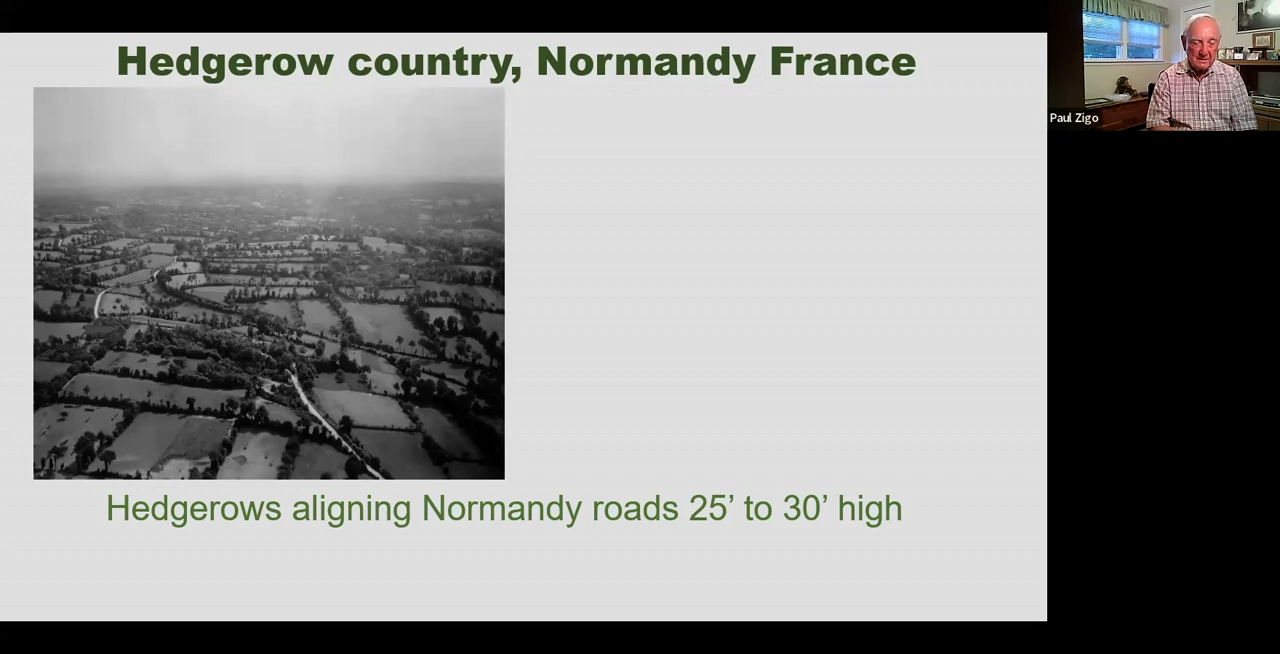 Hedgerow country, Normandy France
Paul Zigo
Hedgerows aligning Normandy roads 25’ to 30’ high